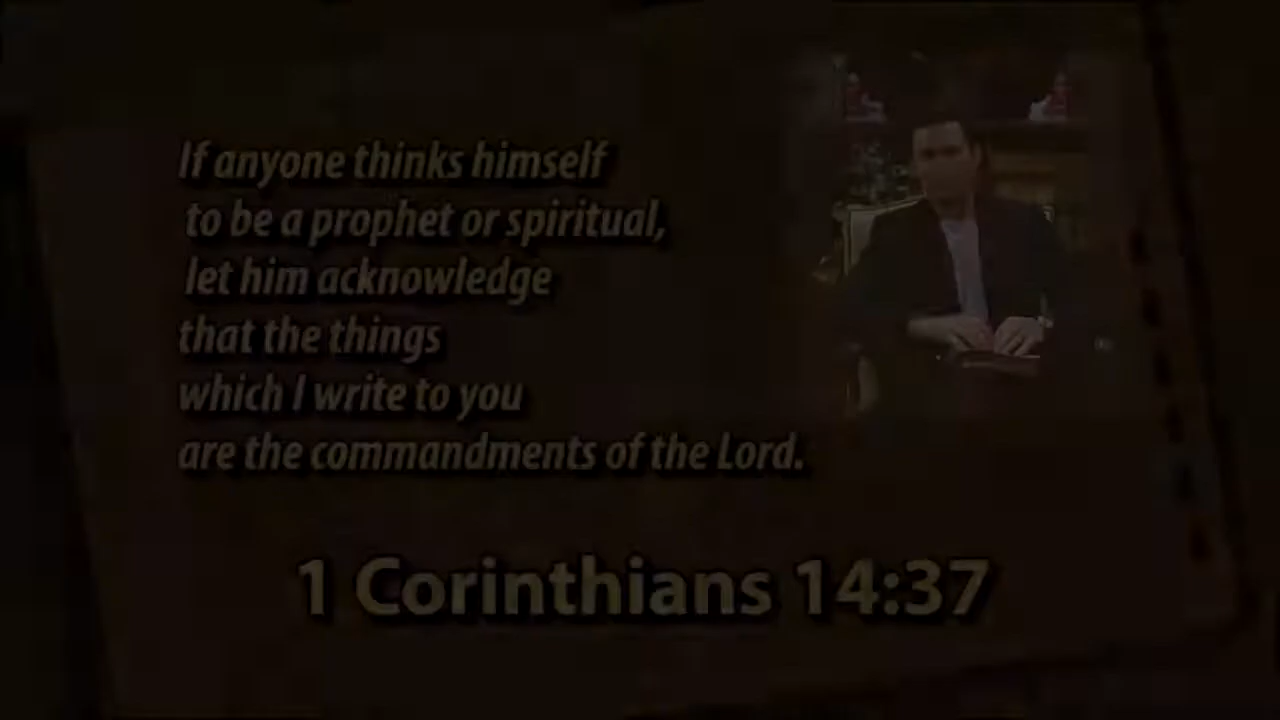 If anyone thinks himself
to be a prophet or spiritual,
let him acknowledge
that the things
which I write to you
are the commandments of the Lord.
1 Corinthians 14:37